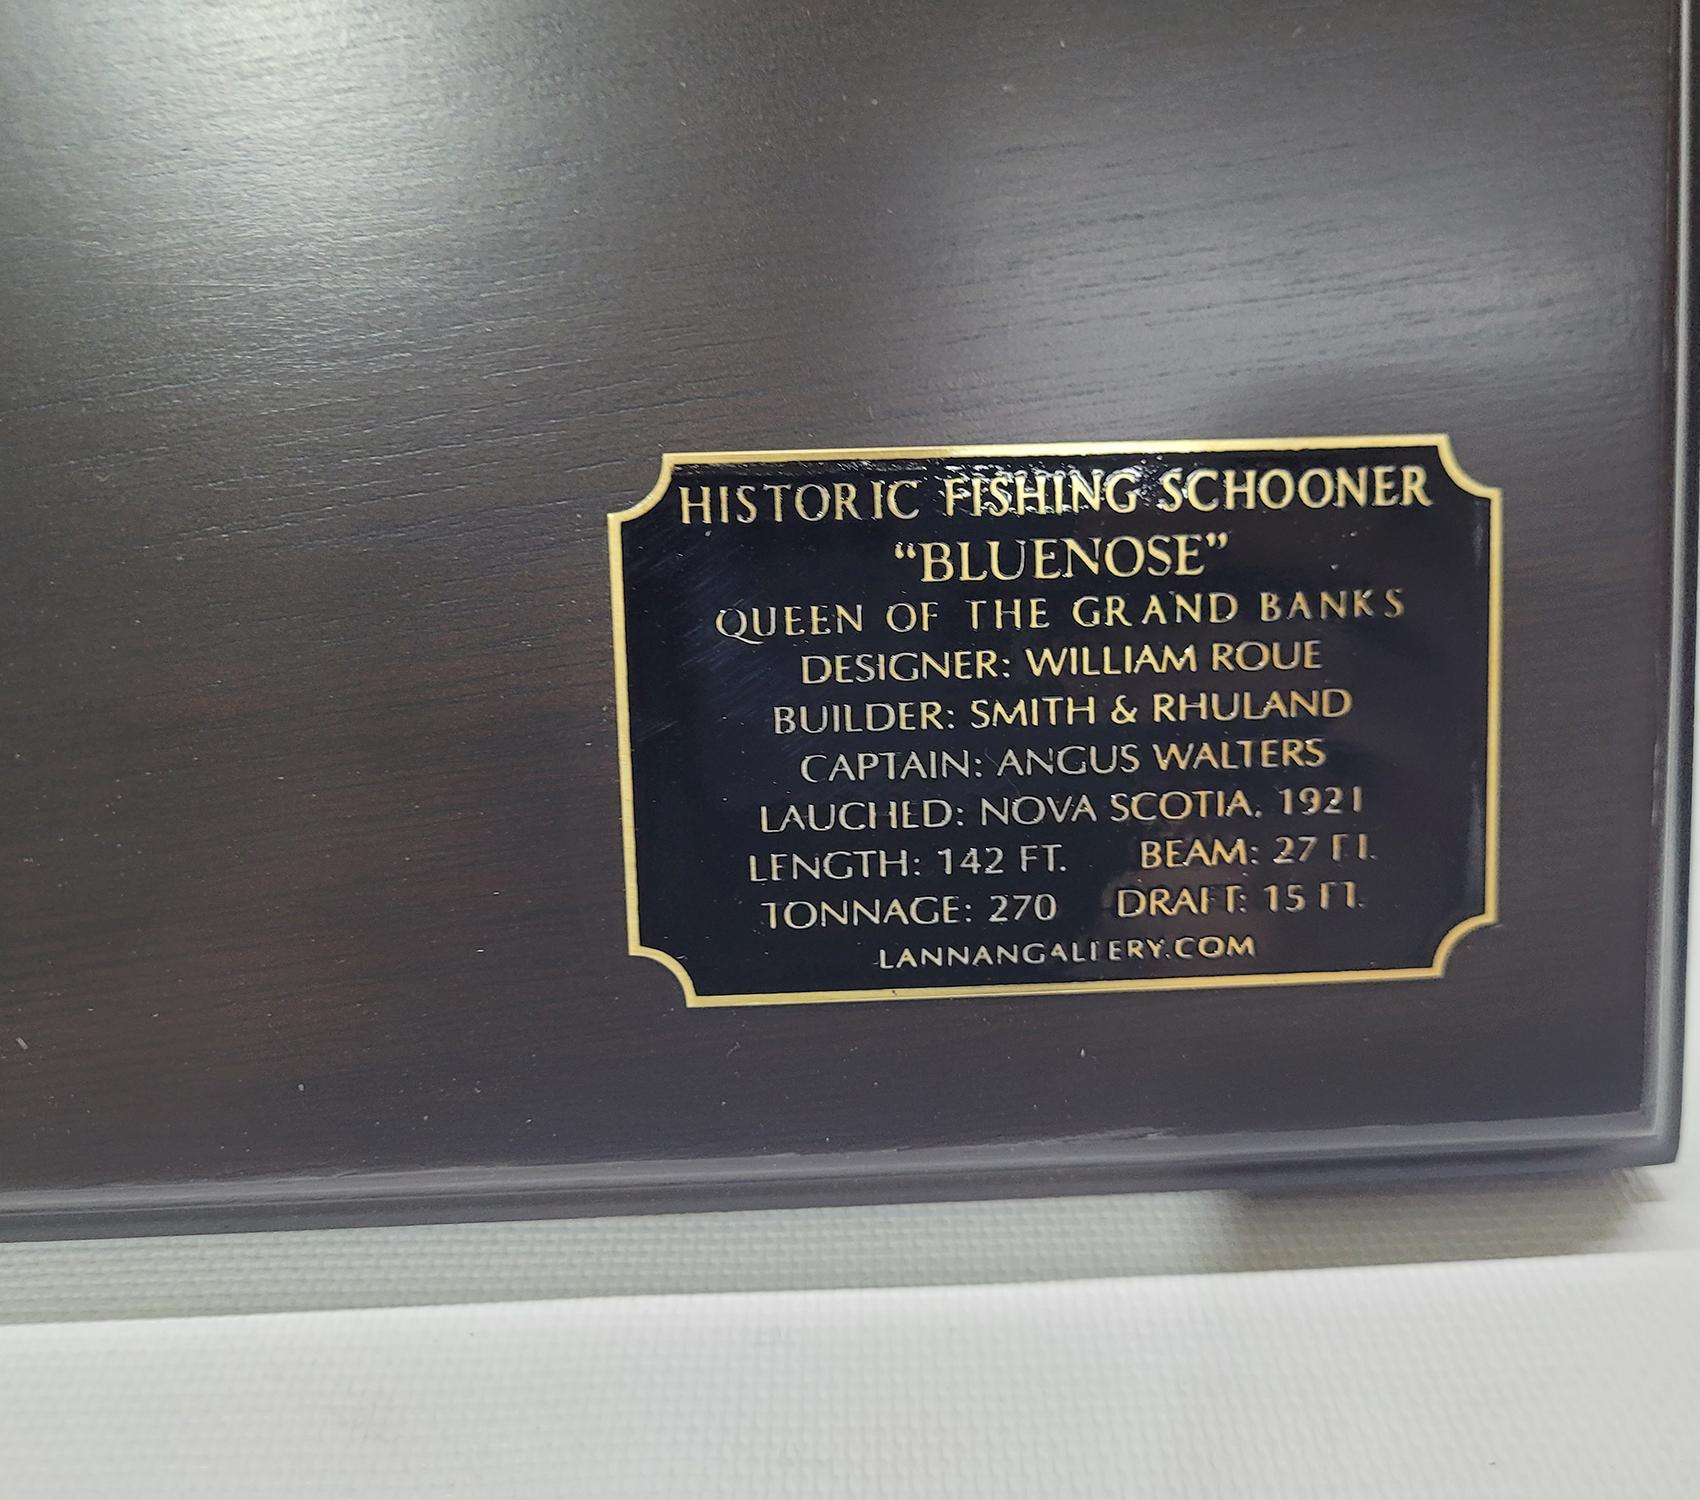 HISTORIC FISHING SCHOONER
“BLUENOSE”
QUEEN OF THE GRAND BANKS
DESIGNER: WILLIAM ROUE
BUILDER: SMITH & RHULAND
CAPTAIN: ANGUS WALTERS
LAUCHED: NOVA SCOTIA, 1921
LENGTH: 142 FT. BEAM: 27 FT.
TONNAGE: 270 DRAFT: 15 FT.
LANNANGALLERY.COM